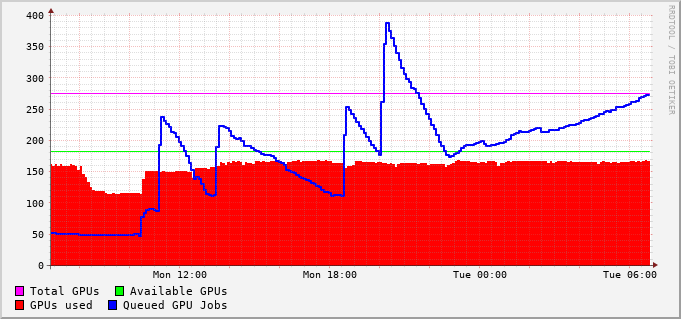 400
350
300
250
200
150
100
50
0
Mon 12:00 Mon 18:00 Tue 00:00 Tue 06:00
Total GPUs Available GPUs
GPUs used Queued GPU Jobs
RRDTOOL / TOBI OETIKER